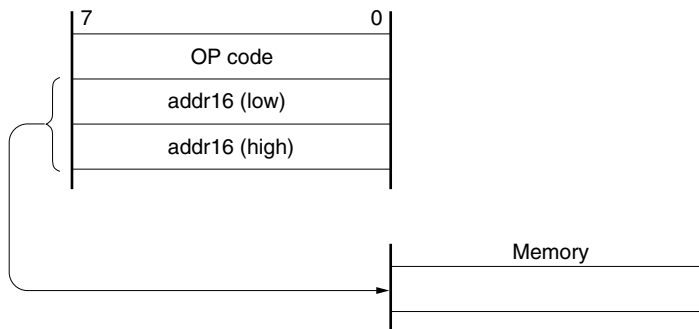 7 0
OP code
addr16 (low)
addr16 (high)
Memory